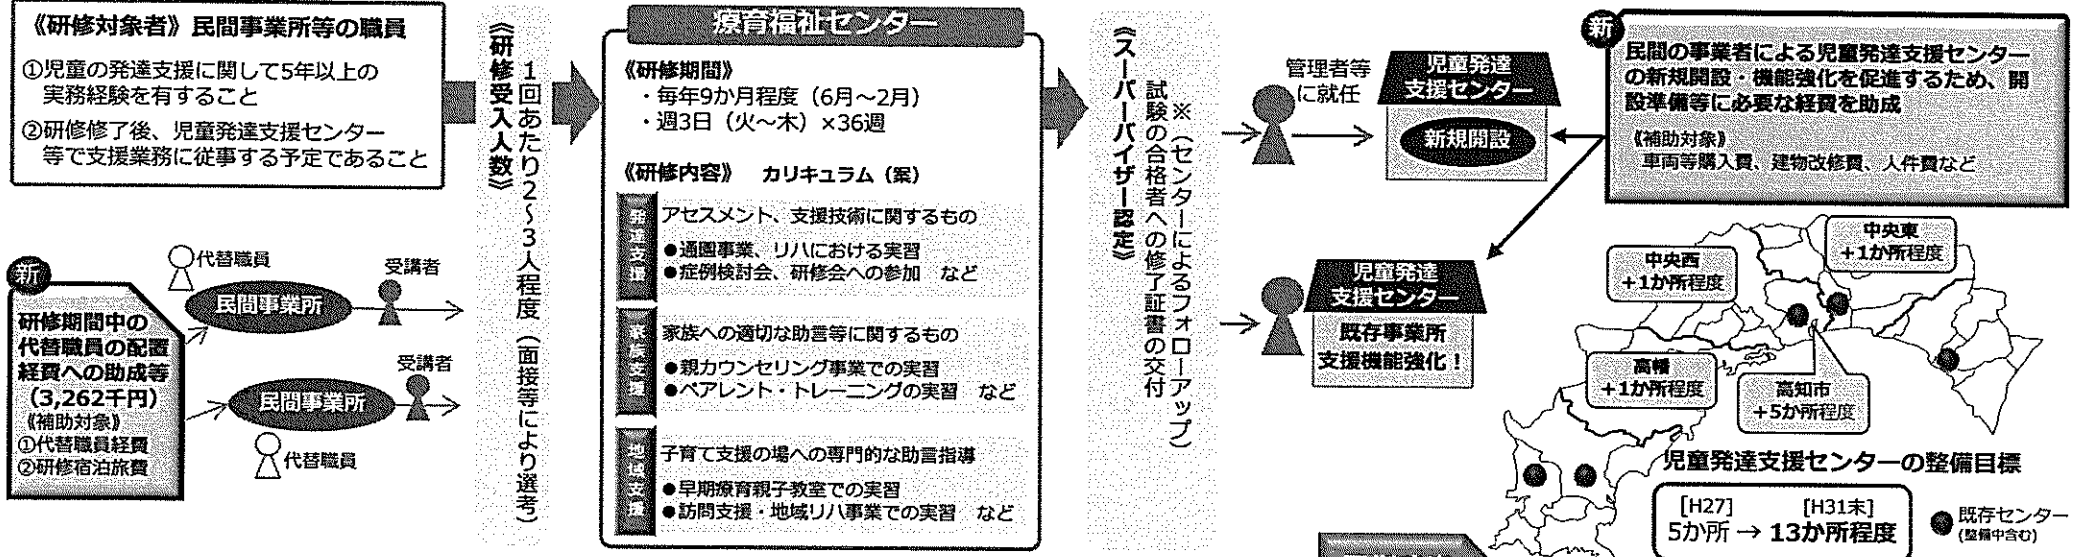 《研修対象者》民間事業所等の職員
①児童の発達支援に関して5年以上の
実務経験を有すること
②研修修了後、児童発達支援センター
等で支援業務に従事する予定であること
新
研修期間中の
代替職員の配置
経費への助成等
(3,262千円)
《補助対象》
①代替職員経費
②研修宿泊旅費
代替職員
民間事業所
受講者
民間事業所
受講者
代替職員
《研修受入人数》
1回あたり2~3人程度(面接等により選考)
療育福祉センター
《研修期間》
・毎年9か月程度(6月~2月)
・週3日(火~木)×36週
《研修内容》 カリキュラム(案)
発達支援
アセスメント、支援技術に関するもの
●通園事業、リハにおける実習
●症例検討会、研修会への参加 など
家族支援
家族への適切な助言等に関するもの
●親カウンセリング事業での実習
●ペアレント・トレーニングの実習 など
地域支援
子育て支援の場への専門的な助言指導
●早期療育親子教室での実習
●訪問支援・地域リハ事業での実習 など
《スーパーバイザー認定》
試験の合格者への修了証書の交付
※(センターによるフォローアップ)
管理者等
に就任
児童発達
支援センター
新規開設
児童発達
支援センター
既存事業所
支援機能強化!
新
民間の事業者による児童発達支援センター
の新規開設・機能強化を促進するため、開
設準備等に必要な経費を助成
《補助対象》
車両等購入費、建物改修費、人件費など
中央東
+1か所程度
中央西
+1か所程度
高幡
+1か所程度
高知市
+5か所程度
児童発達支援センターの整備目標
[H27] [H31末]
5か所 → 13か所程度
既存センター
(整備中含む)